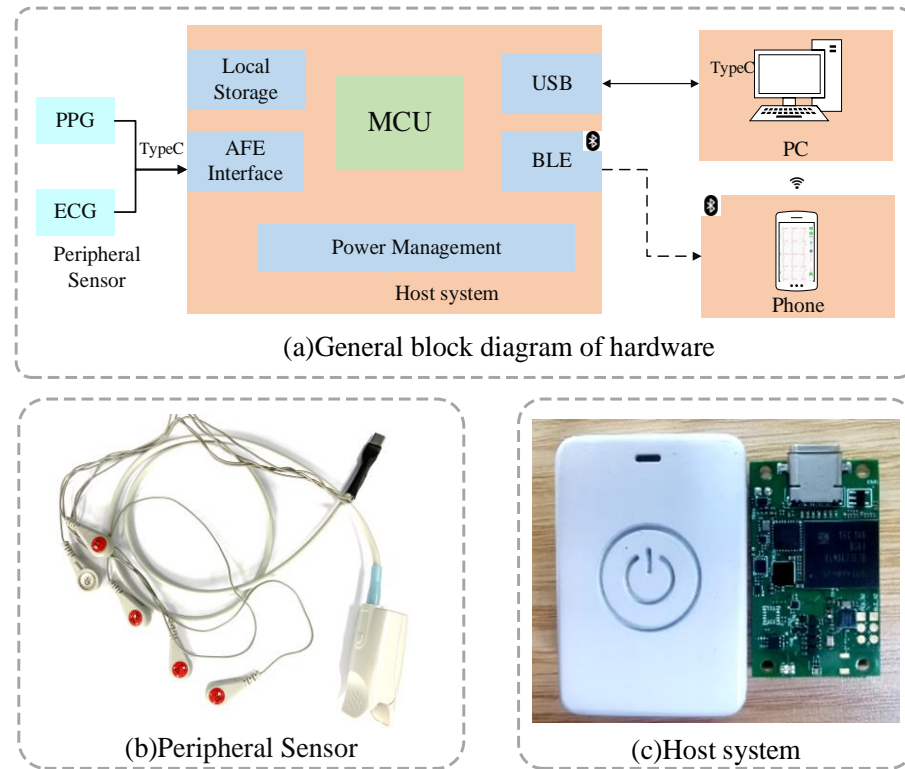 Local
Storage
MCU
USB
TypeC
PPG
TypeC
AFE
Interface
BLE
PC
ECG
Peripheral
Sensor
Power Management
Host system
Phone
(a)General block diagram of hardware
(b)Peripheral Sensor
(c)Host system